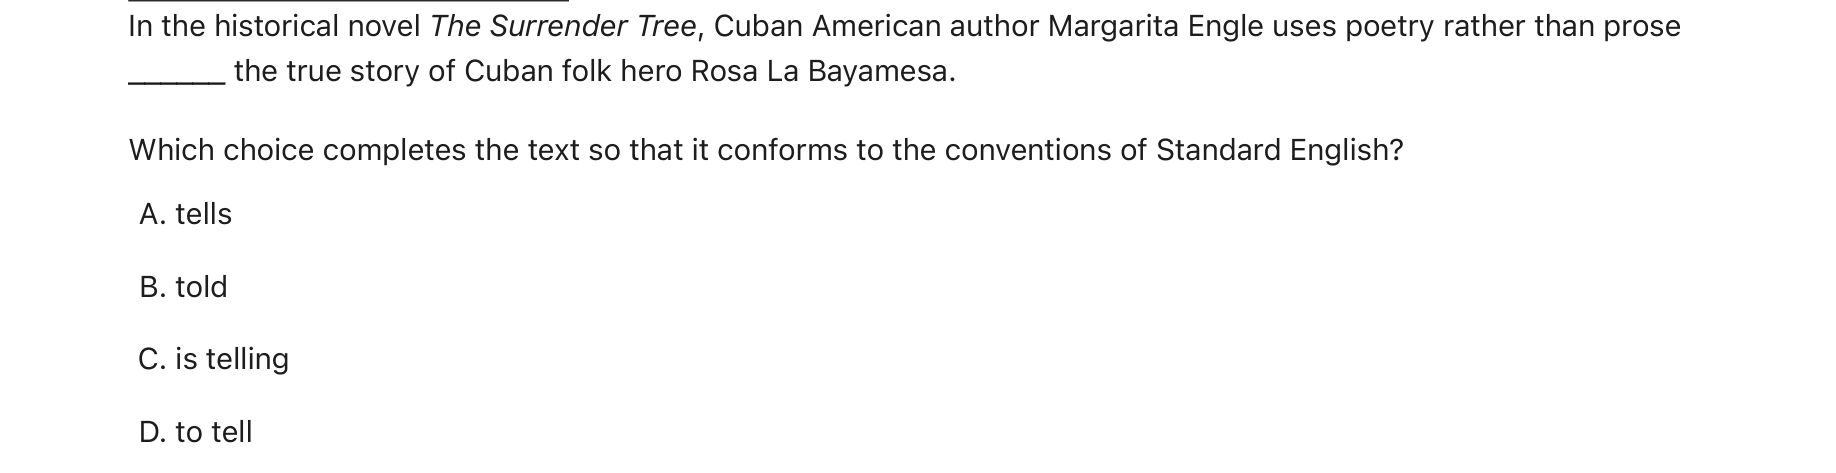 In the historical novel The Surrender Tree, Cuban American author Margarita Engle uses poetry rather than prose
______ the true story of Cuban folk hero Rosa La Bayamesa.
Which choice completes the text so that it conforms to the conventions of Standard English?
A. tells
B. told
C. is telling
D. to tell